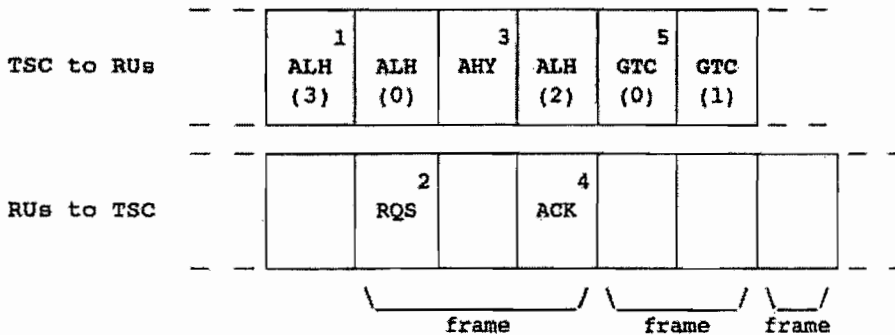 1 3 5
TSC to RUs ALH ALH AHY ALH GTC GTC
(3) (0) (2) (0) (1)
2 4
RUs to TSC RQS ACK
frame frame frame